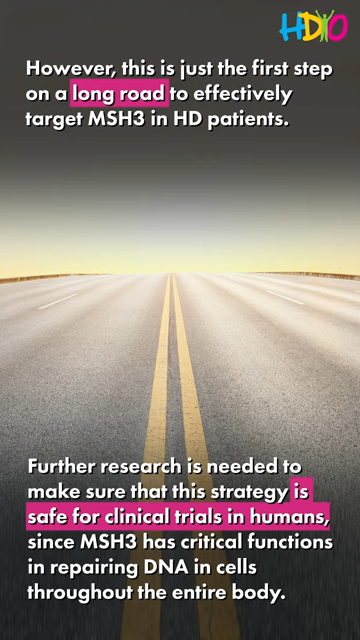 HDYO
However, this is just the first step
on a long road to effectively
target MSH3 in HD patients.
Further research is needed to
make sure that this strategy is
safe for clinical trials in humans,
since MSH3 has critical functions
in repairing DNA in cells
throughout the entire body.